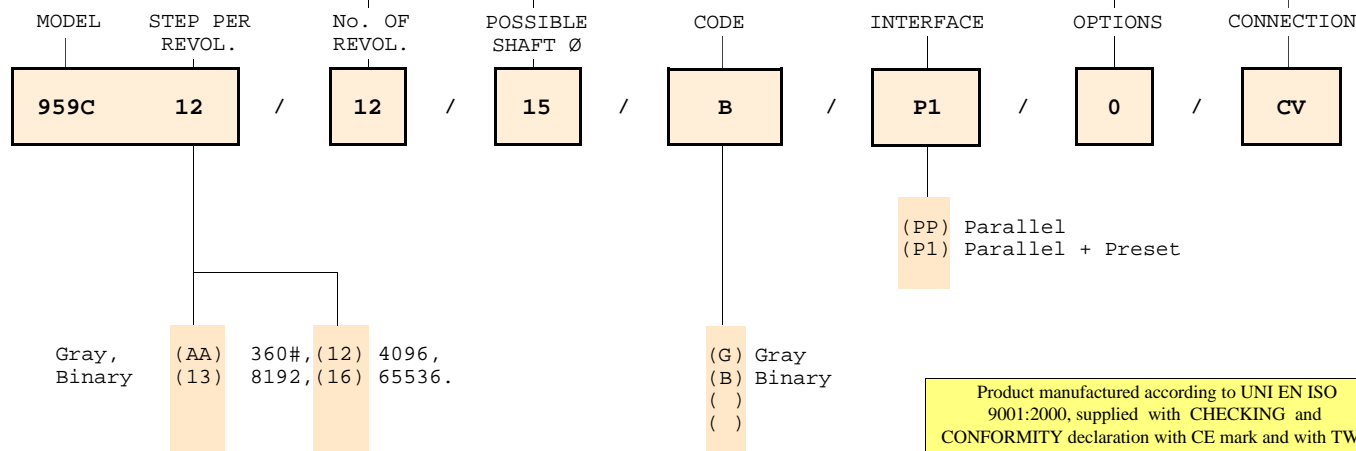 MODEL STEP PER No. OF POSSIBLE CODE INTERFACE OPTIONS CONNECTION
REVOL. REVOL. SHAFT Ø
959C 12 / 12 / 15 / B / P1 / 0 / CV
(PP) Parallel
(P1) Parallel + Preset
Gray, (AA) 360#,(12) 4096, (G) Gray
Binary (13) 8192,(16) 65536. (B) Binary
( )
( )
Product manufactured according to UNI EN ISO
9001:2000, supplied with CHECKING and
CONFORMITY declaration with CE mark and with